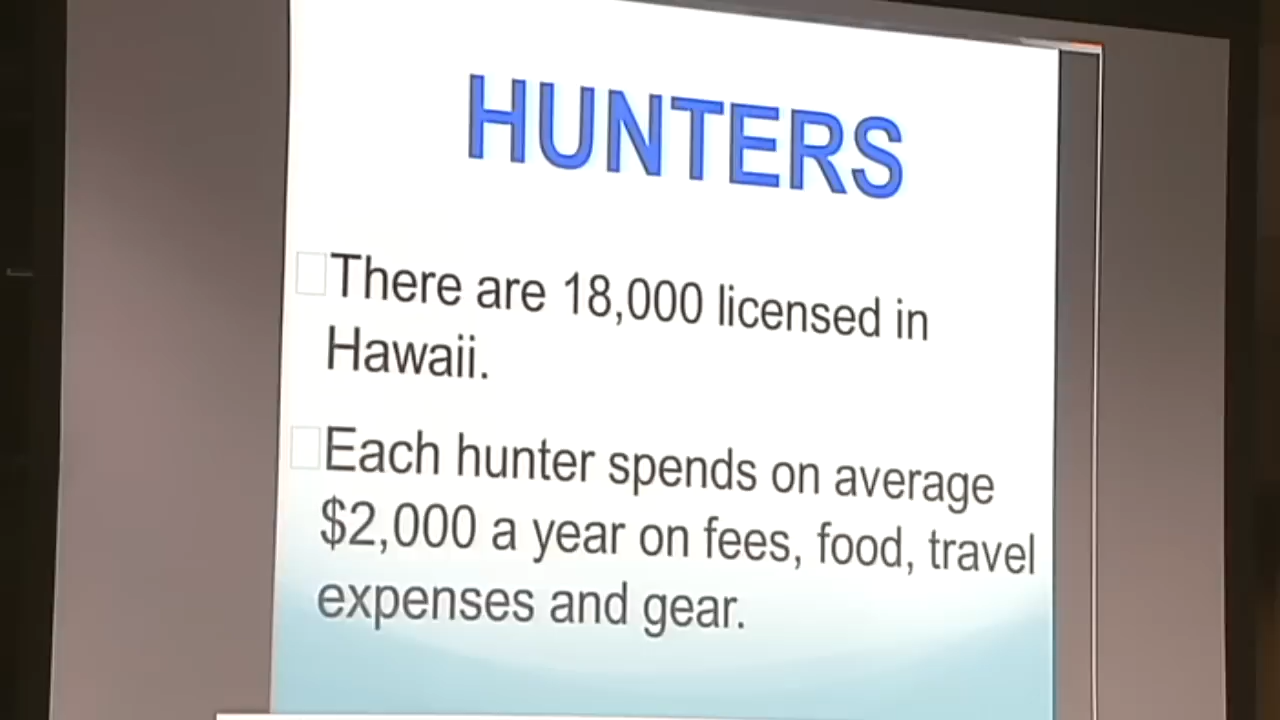 HUNTERS
There are 18,000 licensed in
Hawaii.
Each hunter spends on average
$2,000 a year on fees, food, travel
expenses and gear.